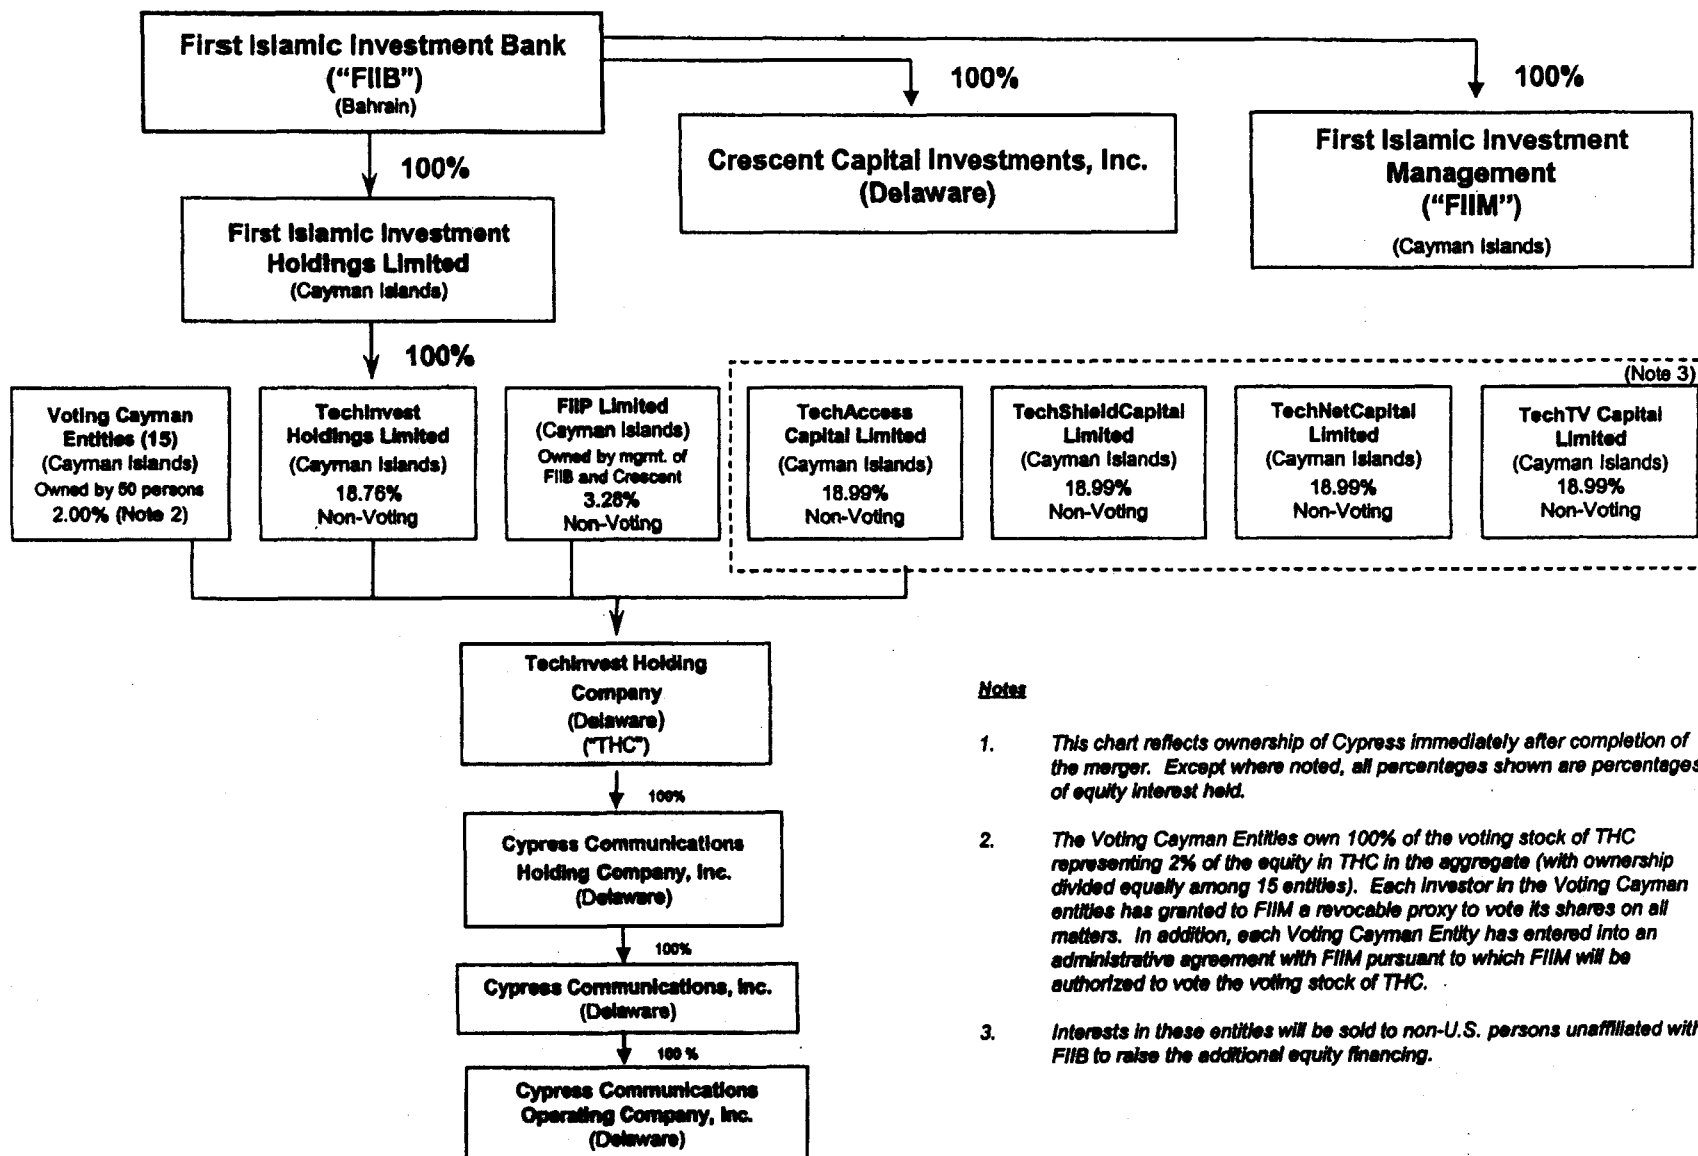 First Islamic Investment Bank
("FIIB")
(Bahrain)
100%
100%
100%
Crescent Capital Investments, Inc.
(Delaware)
First Islamic Investment
Management
("FIIM")
(Cayman Islands)
First Islamic Investment
Holdings Limited
(Cayman Islands)
100%
(Note 3)
Voting Cayman
Entities (15)
(Cayman Islands)
Owned by 50 persons
2.00% (Note 2)
TechInvest
Holdings Limited
(Cayman Islands)
18.76%
Non-Voting
FIIP Limited
(Cayman Islands)
Owned by mgmt. of
FIIB and Crescent
3.28%
Non-Voting
TechAccess
Capital Limited
(Cayman Islands)
18.99%
Non-Voting
TechShieldCapital
Limited
(Cayman Islands)
18.99%
Non-Voting
TechNetCapital
Limited
(Cayman Islands)
18.99%
Non-Voting
TechTV Capital
Limited
(Cayman Islands)
18.99%
Non-Voting
TechInvest Holding
Company
(Delaware)
("THC")
100%
Cypress Communications
Holding Company, Inc.
(Delaware)
100%
Cypress Communications, Inc.
(Delaware)
100 %
Cypress Communications
Operating Company, Inc.
(Delaware)
Notes
1. This chart reflects ownership of Cypress immediately after completion of
the merger. Except where noted, all percentages shown are percentages
of equity interest held.
2. The Voting Cayman Entities own 100% of the voting stock of THC
representing 2% of the equity in THC in the aggregate (with ownership
divided equally among 15 entities). Each investor in the Voting Cayman
entities has granted to FIIM a revocable proxy to vote its shares on all
matters. In addition, each Voting Cayman Entity has entered into an
administrative agreement with FIIM pursuant to which FIIM will be
authorized to vote the voting stock of THC.
3. Interests in these entities will be sold to non-U.S. persons unaffiliated with
FIIB to raise the additional equity financing.